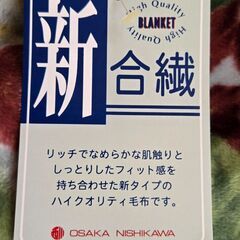 High Quality
BLANKET
High Quality
新合繊
リッチでなめらかな肌触りと
しっとりしたフィット感を
持ち合わせた新タイプの
ハイクオリティ毛布です。
OSAKA NISHIKAWA